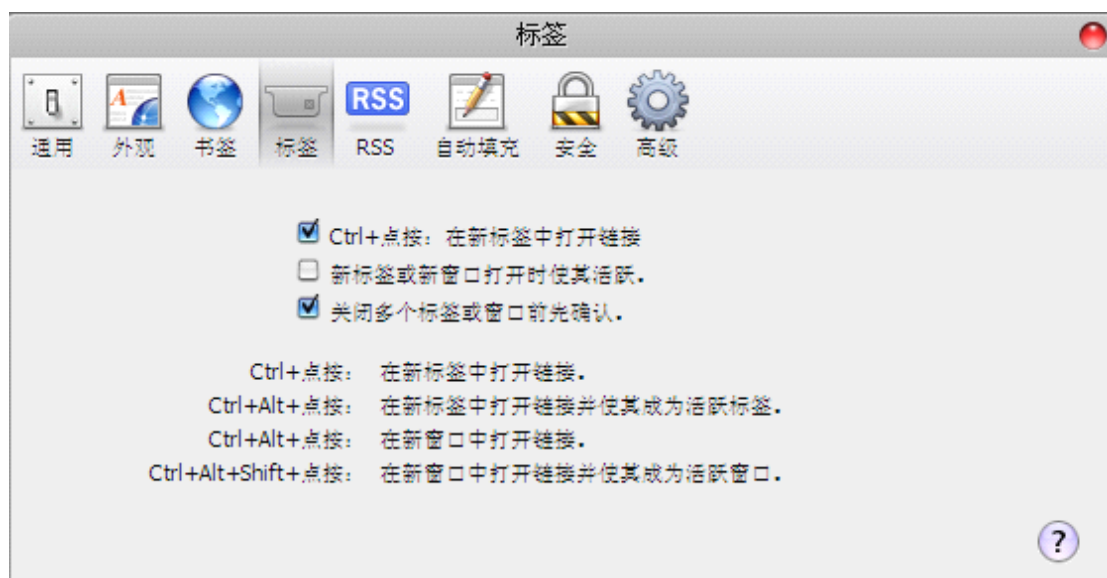 标签
RSS
通用 外观 书签 标签 RSS 自动填充 安全 高级
Ctrl+点按：在新标签中打开链接
新标签或新窗口打开时使其活跃．
关闭多个标签或窗口前先确认．
Ctrl+点按： 在新标签中打开链接．
Ctrl+Alt+点按： 在新标签中打开链接并使其成为活跃标签．
Ctrl+Alt+点按： 在新窗口中打开链接．
Ctrl+Alt+Shift+点按： 在新窗口中打开链接并使其成为活跃窗口．
?